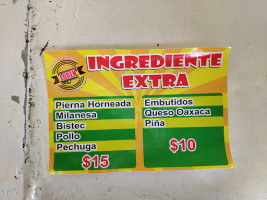 INGREDIENTE
EXTRA
Pierna Horneada
Milanesa
Bistec
Pollo
Pechuga
$15
Embutidos
Queso Oaxaca
Piña
$10